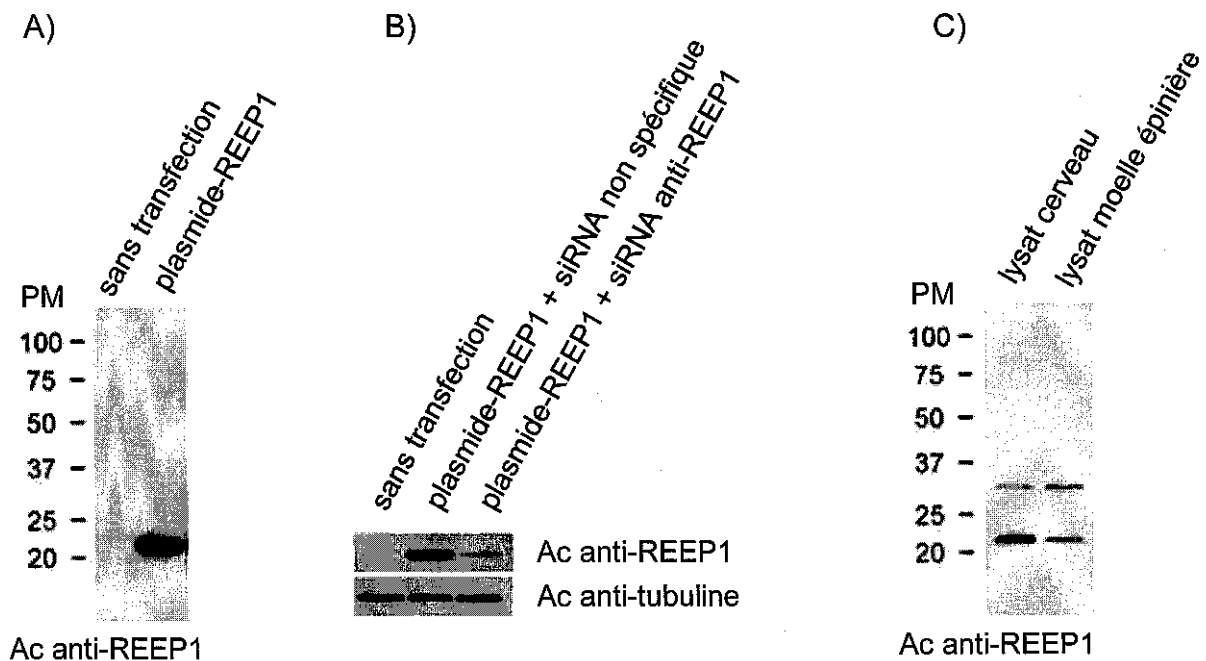 A)
sans transfection
plasmide-REEP1
PM
100
75
50
37
25
20
Ac anti-REEP1
B)
sans transfection
plasmide-REEP1 + siRNA non spécifique
plasmide-REEP1 + siRNA anti-REEP1
Ac anti-REEP1
Ac anti-tubuline
C)
lysat cerveau
lysat moelle épinière
PM
100
75
50
37
25
20
Ac anti-REEP1